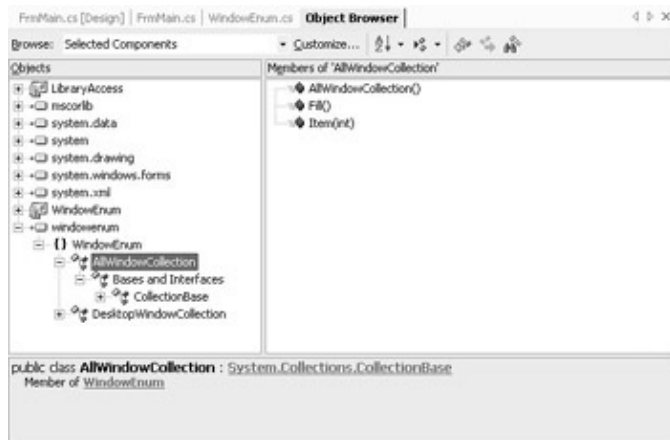 FrmMain.cs [Design] | FrmMain.cs | WindowEnum.cs Object Browser
Browse: Selected Components Customize...
Objects
LibraryAccess
mscorlib
system.data
system
system.drawing
system.windows.forms
system.xml
WindowEnum
windowenum
{} WindowEnum
AllWindowCollection
Bases and Interfaces
CollectionBase
DesktopWindowCollection
Members of 'AllWindowCollection'
AllWindowCollection()
Fill()
Item(int)
public class AllWindowCollection : System.Collections.CollectionBase
Member of WindowEnum